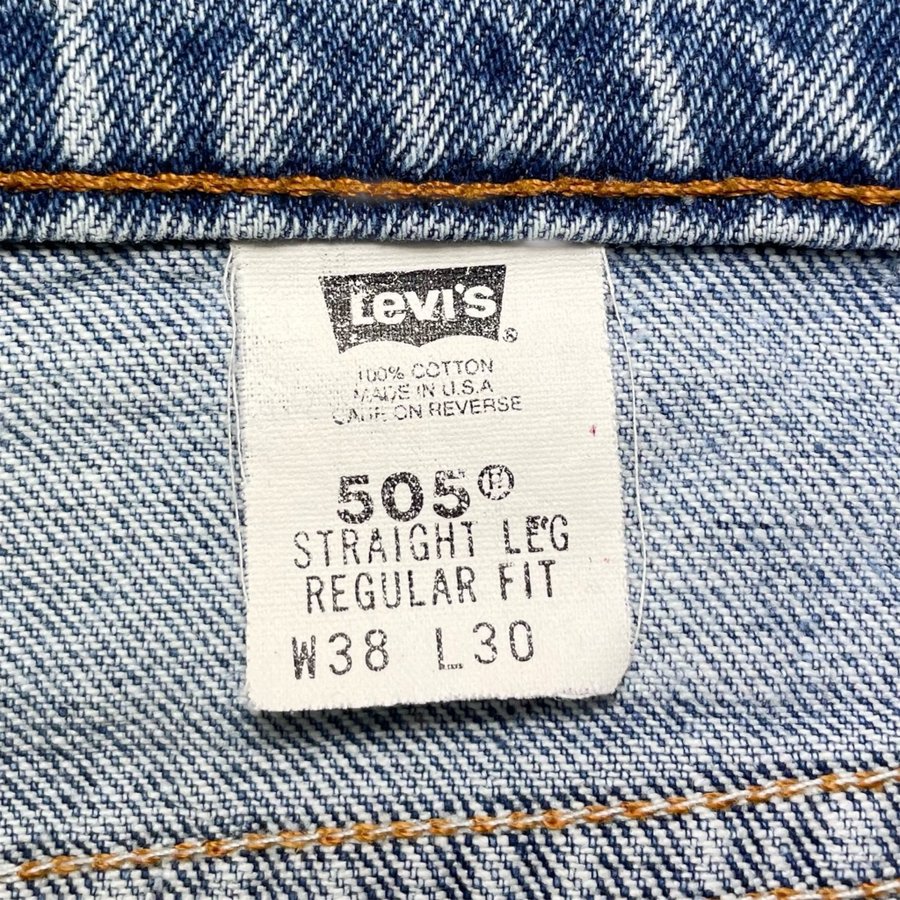 Levi's®
100% COTTON
MADE IN U.S.A
CARE ON REVERSE
505®
STRAIGHT LEG
REGULAR FIT
W38 L30